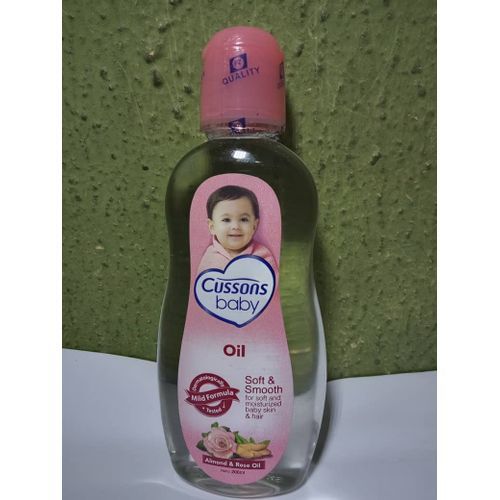 QUALITY
Cussons
baby
Oil
Soft &
Smooth
for soft and
moisturized
baby skin
& hair
Dermatologically
Mild Formula
Tested
Almond & Rose Oil